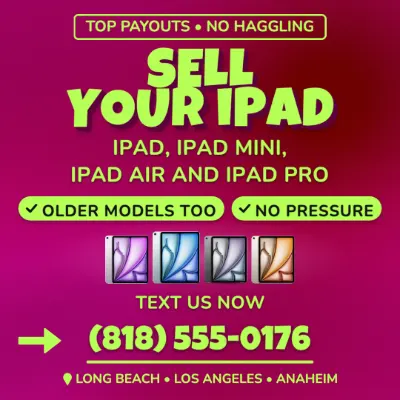 TOP PAYOUTS • NO HAGGLING
SELL
YOUR IPAD
IPAD, IPAD MINI,
IPAD AIR AND IPAD PRO
OLDER MODELS TOO
NO PRESSURE
TEXT US NOW
(818) 555-0176
LONG BEACH • LOS ANGELES • ANAHEIM